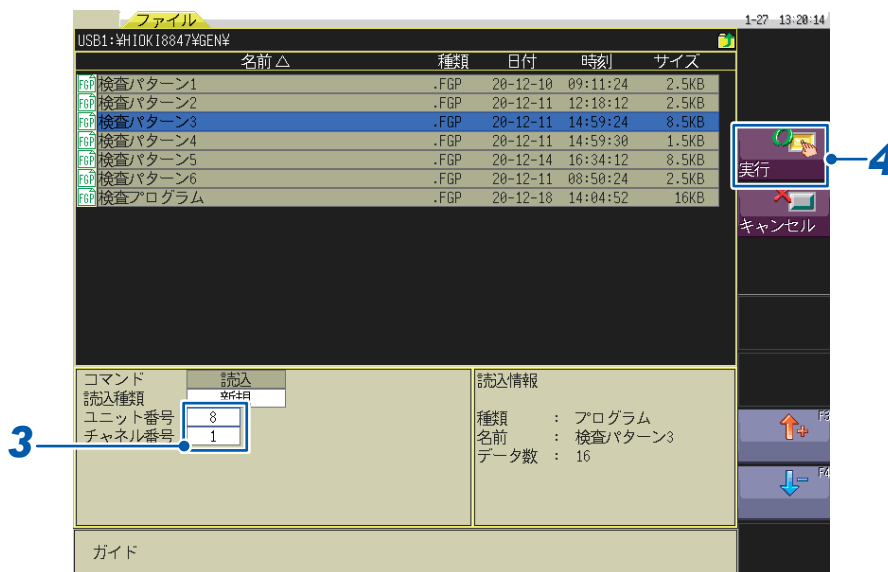 ファイル
1-27 13:20:14
USB1:¥HIOKI8847¥GEN¥
名前△ 種類 日付 時刻 サイズ
FGP 検査パターン1 .FGP 20-12-10 09:11:24 2.5KB
FGP 検査パターン2 .FGP 20-12-11 12:18:12 2.5KB
FGP 検査パターン3 .FGP 20-12-11 14:59:24 8.5KB
FGP 検査パターン4 .FGP 20-12-11 14:59:30 1.5KB
FGP 検査パターン5 .FGP 20-12-14 16:34:12 8.5KB
FGP 検査パターン6 .FGP 20-12-11 08:50:24 2.5KB
FGP 検査プログラム .FGP 20-12-18 14:04:52 16KB
実行
4
キャンセル
コマンド 読込
読込種類 新規
ユニット番号 8
チャネル番号 1
3
読込情報
種類 : プログラム
名前 : 検査パターン3
データ数 : 16
F3
F4
ガイド